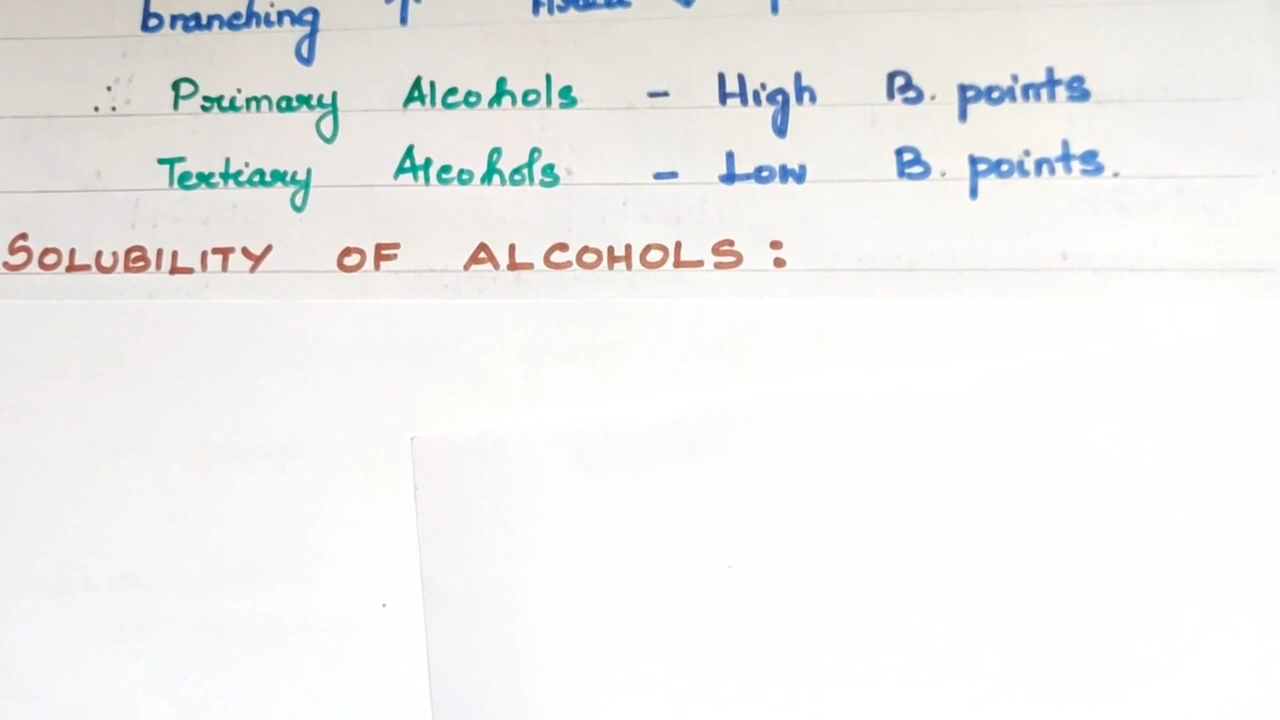 branching
∴ Primary Alcohols - High B. points
Tertiary Alcohols - Low B. points.
SOLUBILITY OF ALCOHOLS :